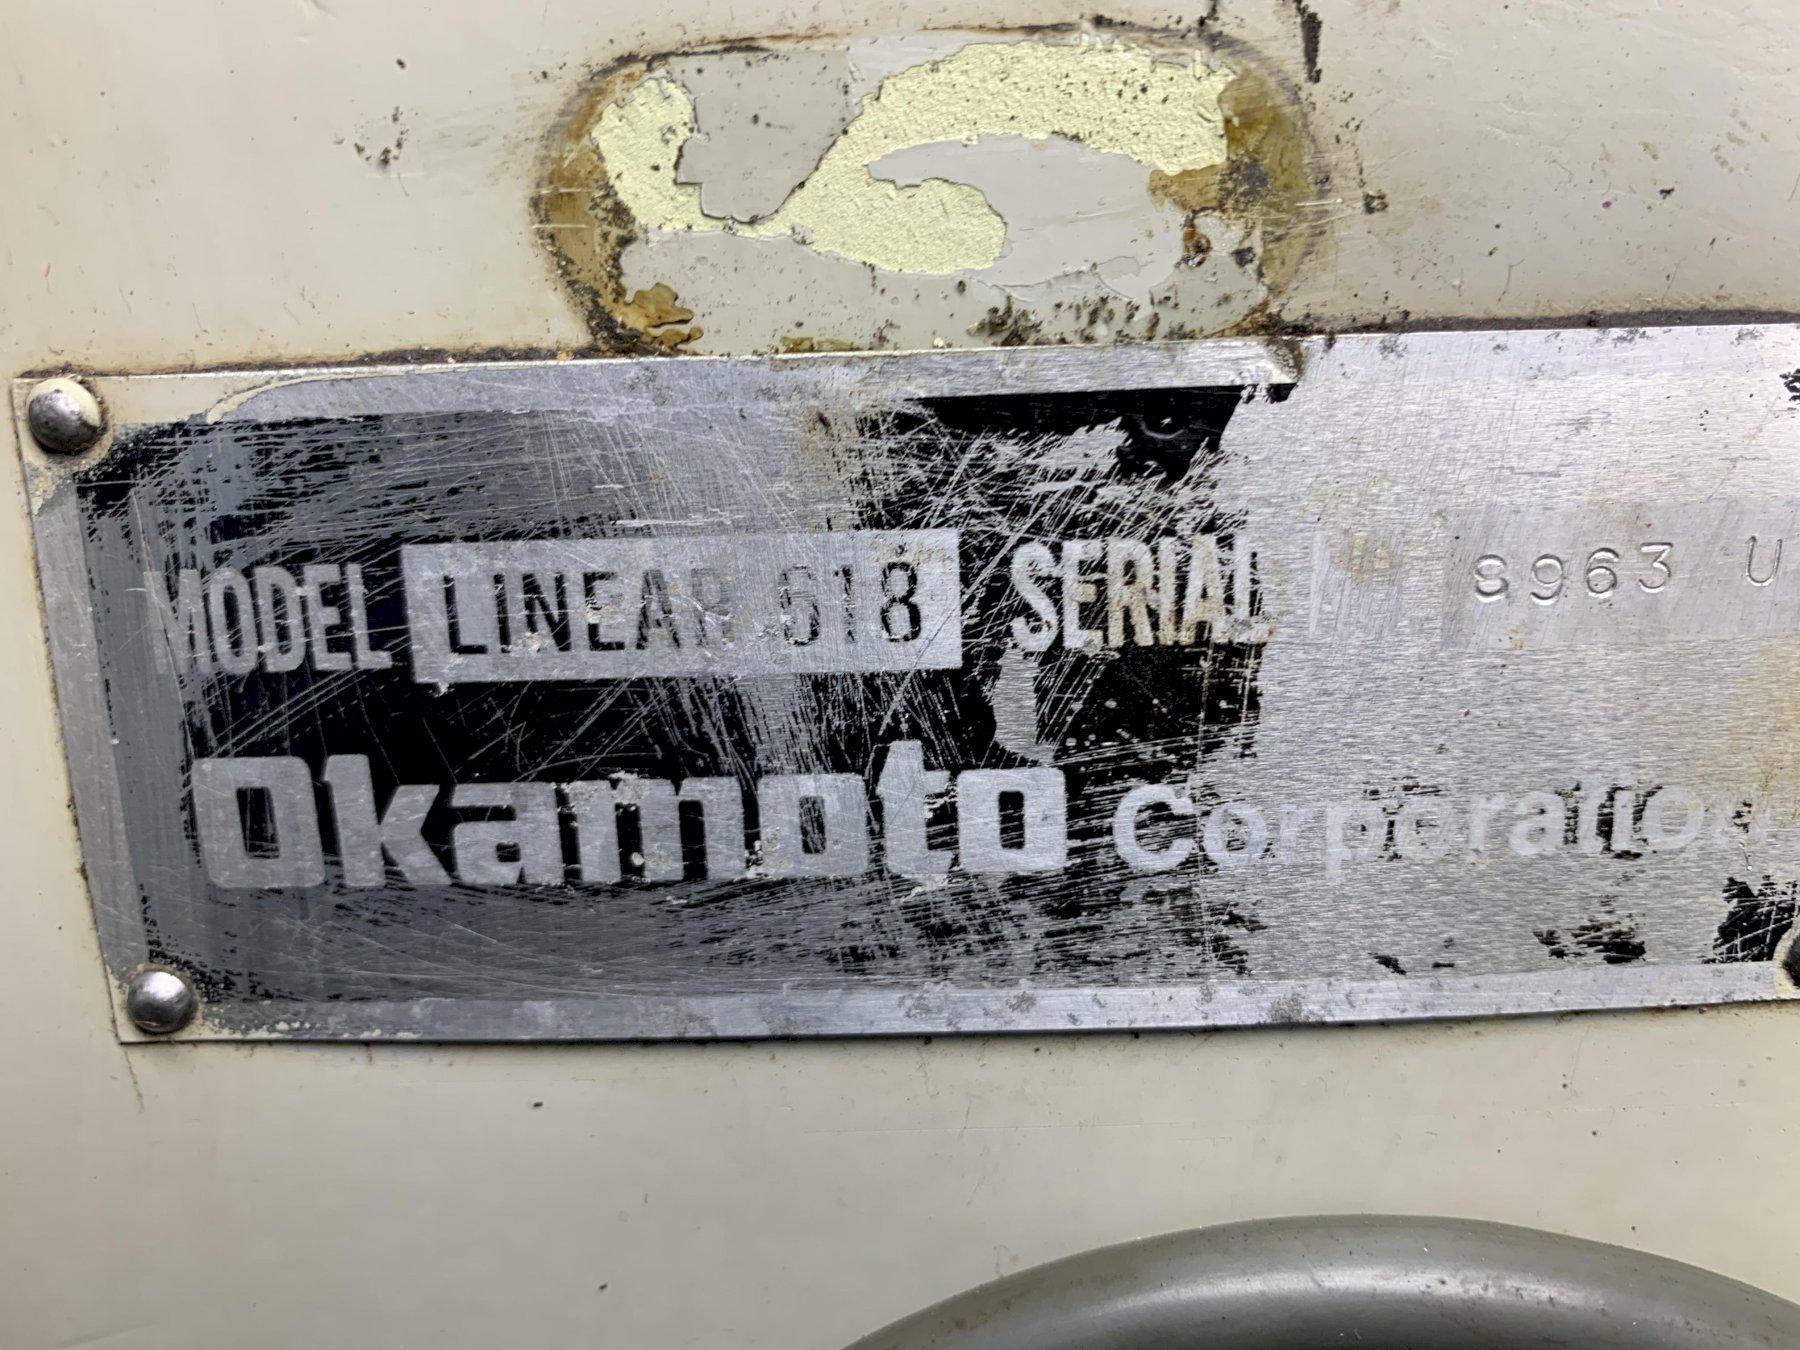 MODEL LINEAR 618 SERIAL 8963 U
Okamoto Corporation